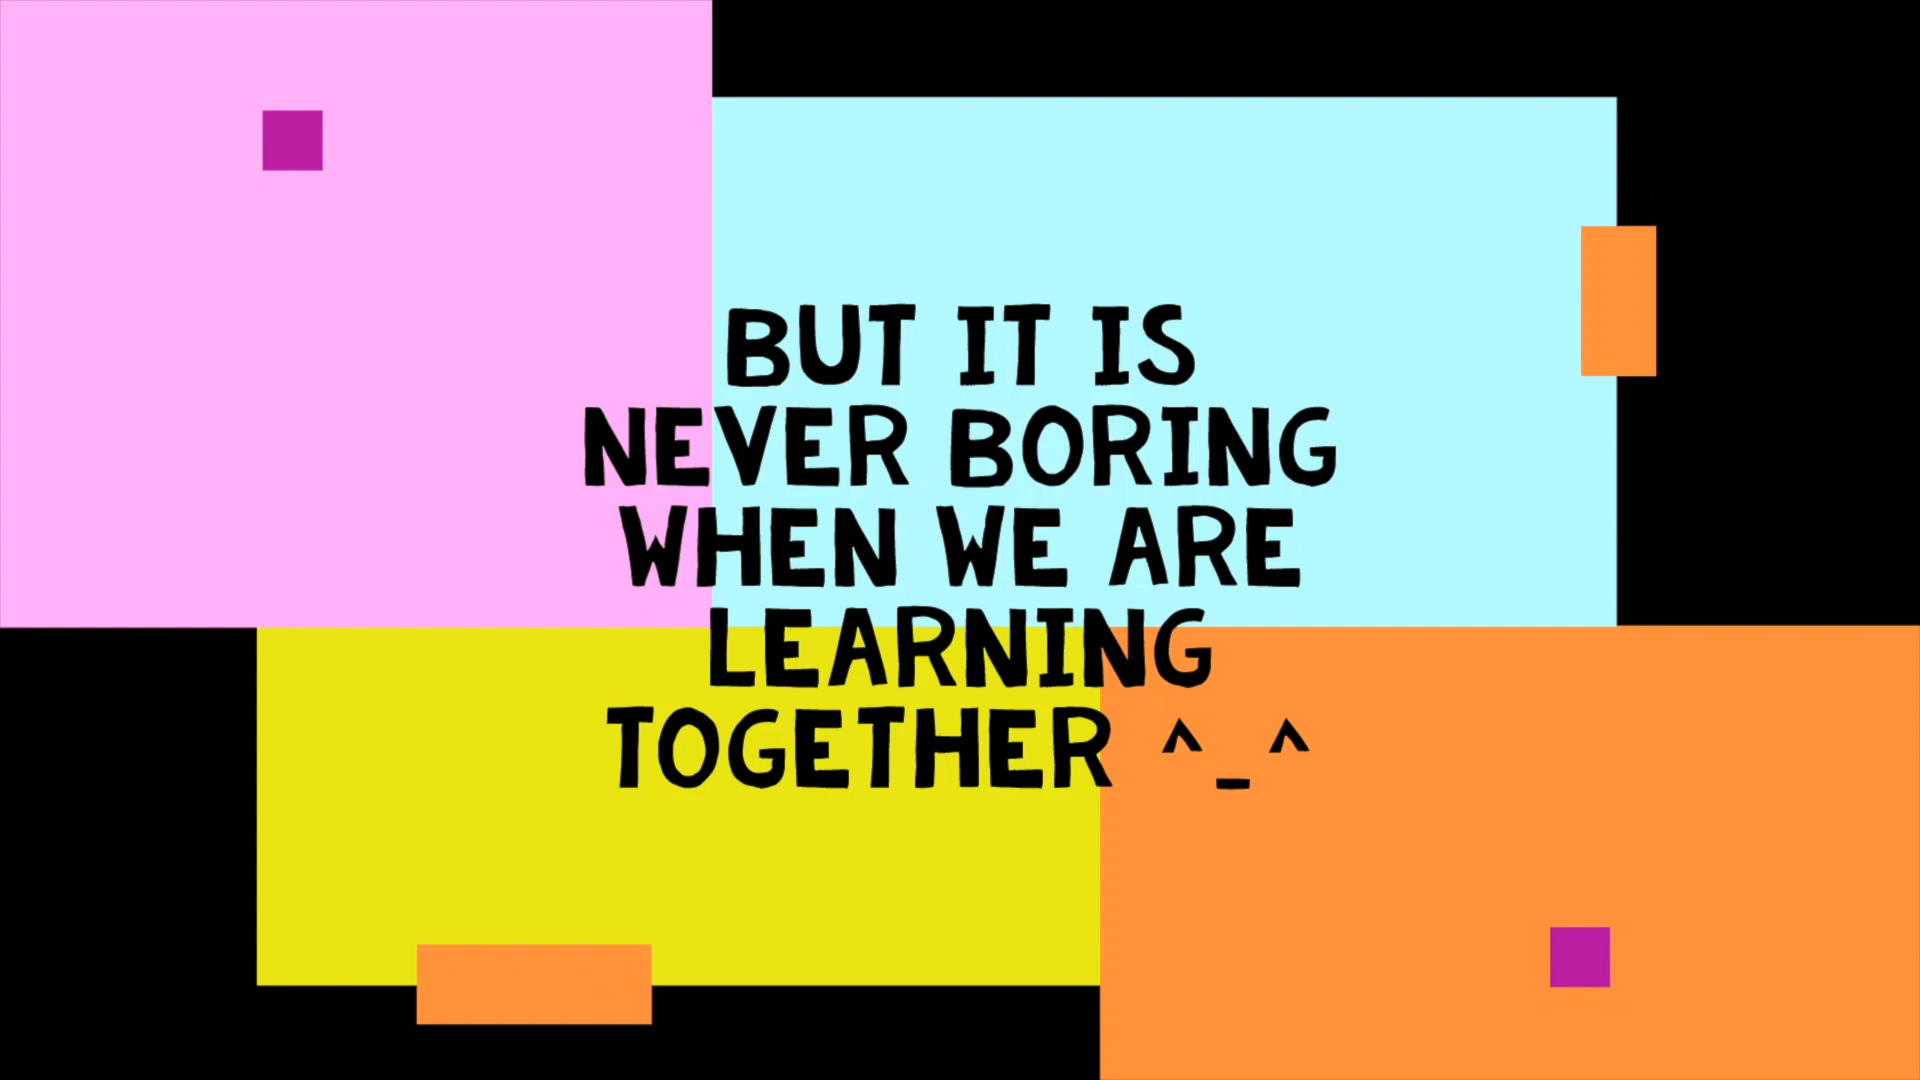 BUT IT IS
NEVER BORING
WHEN WE ARE
LEARNING
TOGETHER ^_^